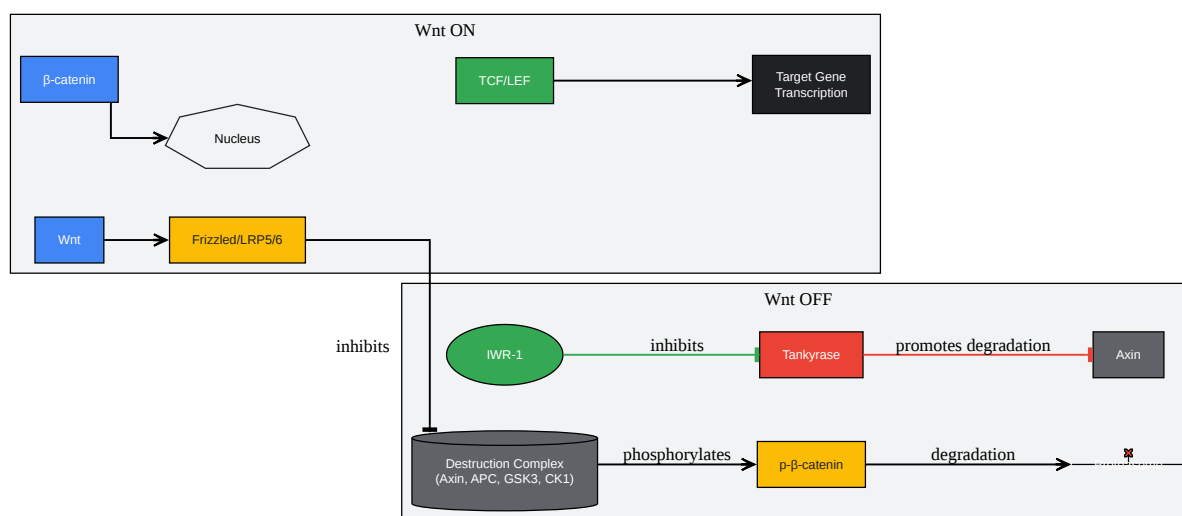 Wnt ON
β-catenin
TCF/LEF
Target Gene
Transcription
Nucleus
Wnt
Frizzled/LRP5/6
Wnt OFF
inhibits
IWR-1
inhibits
Tankyrase
promotes degradation
Axin
Destruction Complex
(Axin, APC, GSK3, CK1)
phosphorylates
p-β-catenin
degradation